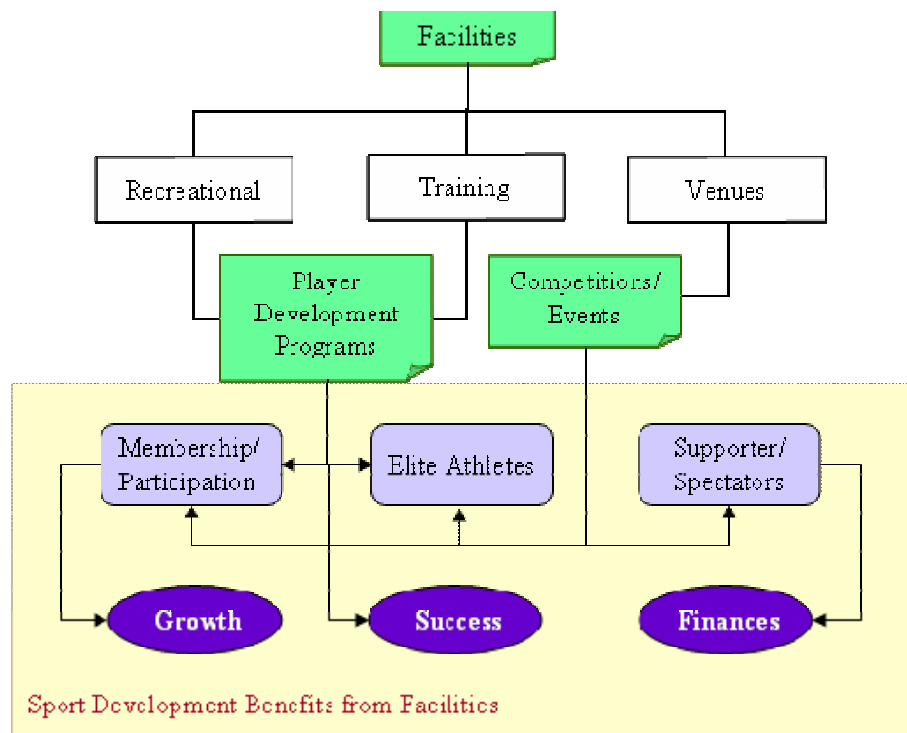 Facilities
Recreational
Training
Venues
Player
Development
Programs
Competitions/
Events
Membership/
Participation
Elite Athletes
Supporter/
Spectators
Growth
Success
Finances
Sport Development Benefits from Facilities